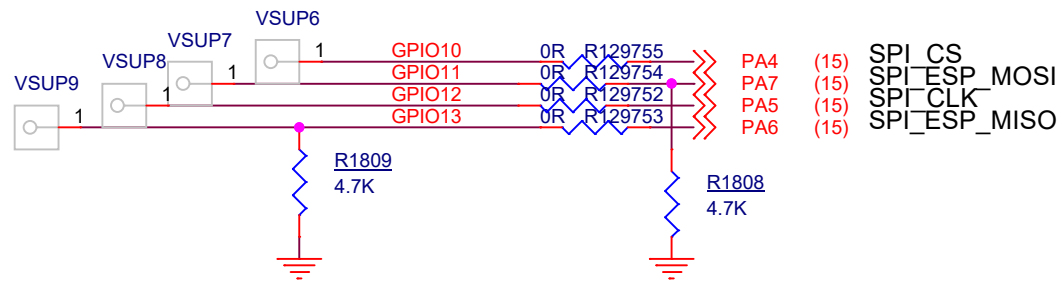 VSUP6
VSUP7
VSUP8
VSUP9
1 GPIO10 0R R129755 PA4 (15) SPI_CS
1 GPIO11 0R R129754 PA7 (15) SPI_ESP_MOSI
1 GPIO12 0R R129752 PA5 (15) SPI_CLK
1 GPIO13 0R R129753 PA6 (15) SPI_ESP_MISO
R1809
4.7K
R1808
4.7K